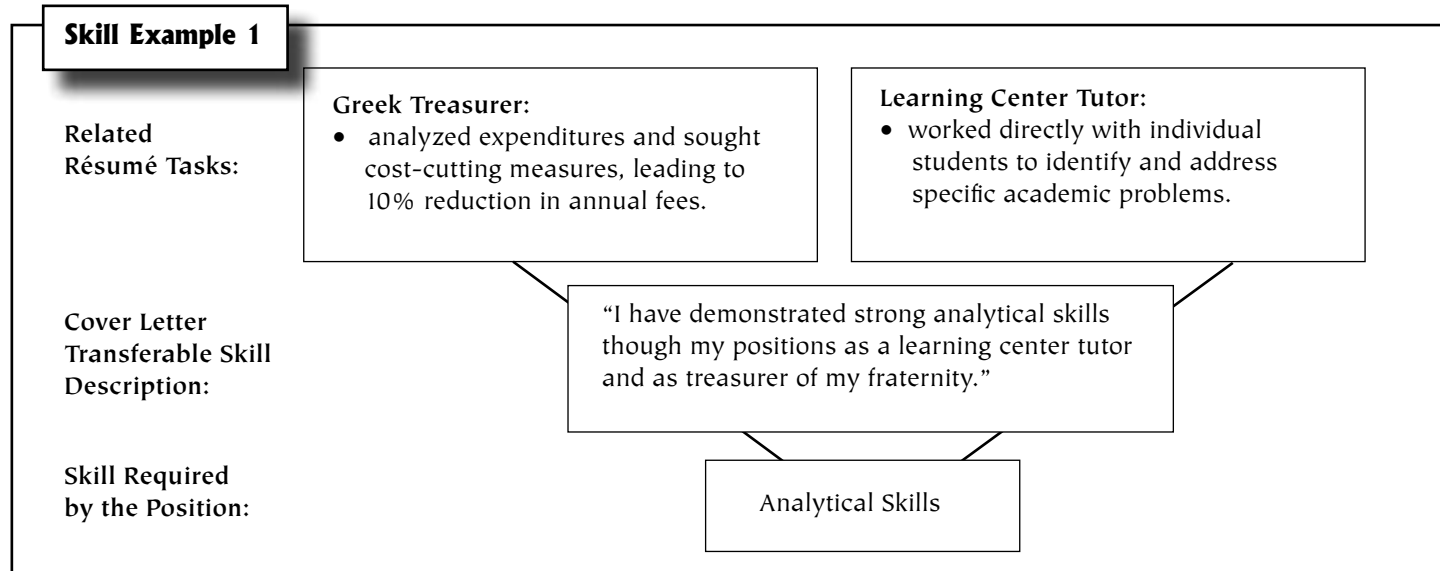 Skill Example 1
Related
Résumé Tasks:
Greek Treasurer:
• analyzed expenditures and sought
cost-cutting measures, leading to
10% reduction in annual fees.
Learning Center Tutor:
• worked directly with individual
students to identify and address
specific academic problems.
Cover Letter
Transferable Skill
Description:
“I have demonstrated strong analytical skills
though my positions as a learning center tutor
and as treasurer of my fraternity.”
Skill Required
by the Position:
Analytical Skills